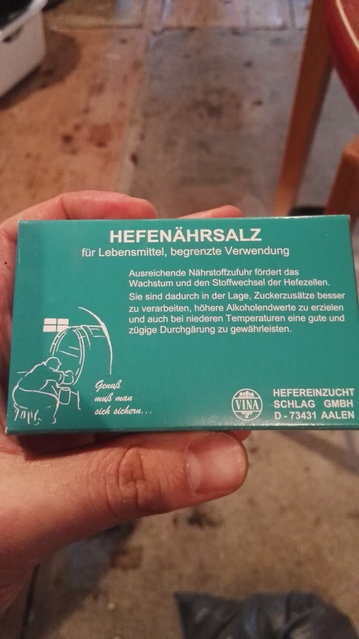 HEFENÄHRSALZ
für Lebensmittel, begrenzte Verwendung
Ausreichende Nährstoffzufuhr fördert das
Wachstum und den Stoffwechsel der Hefezellen.
Sie sind dadurch in der Lage, Zuckerzusätze besser
zu verarbeiten, höhere Alkoholendwerte zu erzielen
und auch bei niederen Temperaturen eine gute und
zügige Durchgärung zu gewährleisten.
Genuß
muß man
sich sichern...
VINA
HEFEREINZUCHT
SCHLAG GMBH
D - 73431 AALEN